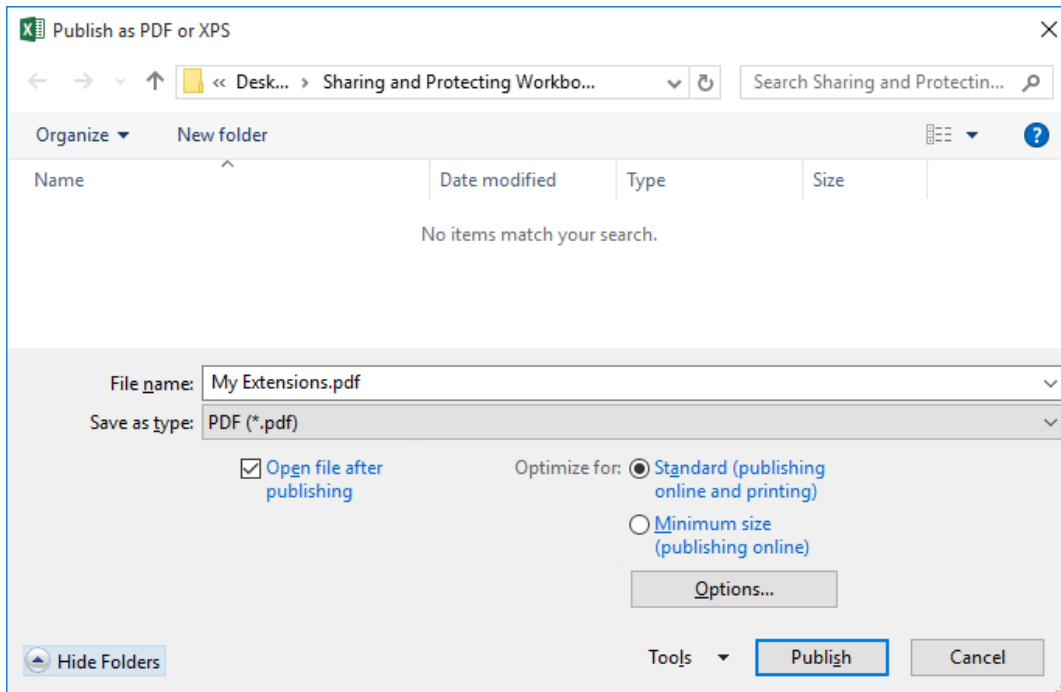 Publish as PDF or XPS
« Desk... › Sharing and Protecting Workbo... Search Sharing and Protectin...
Organize New folder ?
Name Date modified Type Size
No items match your search.
File name: My Extensions.pdf
Save as type: PDF (*.pdf)
Open file after Optimize for: Standard (publishing
publishing online and printing)
Minimum size
(publishing online)
Options...
Hide Folders Tools Publish Cancel